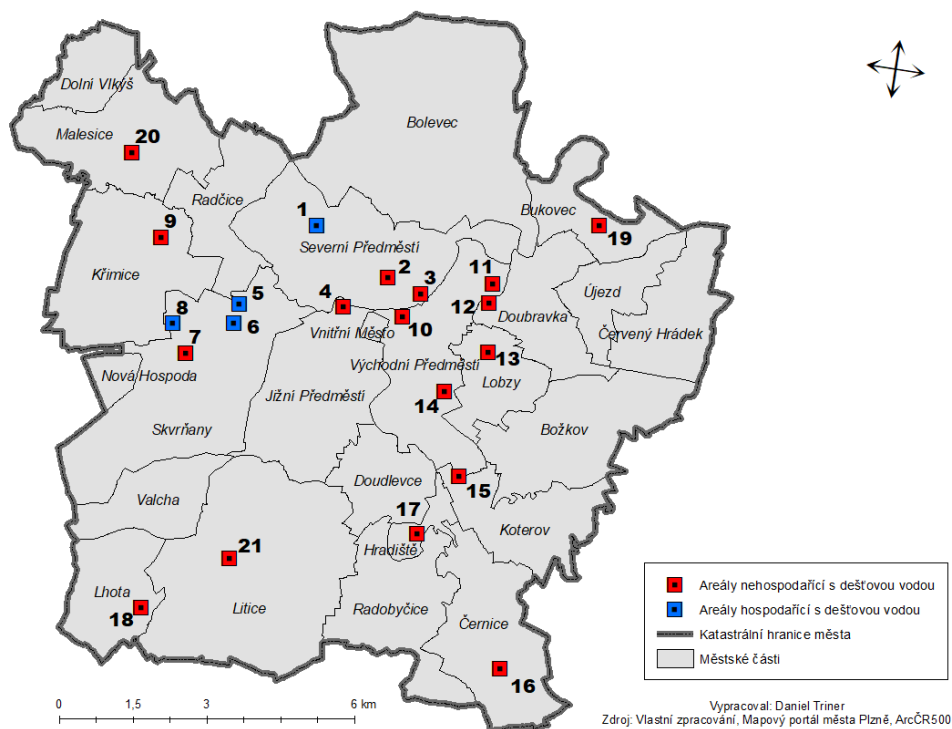 Dolní Vlkýš
Bolevec
Malesice
20
Radčice
Bukovec
9
1
19
Severní Předměstí
Křimice
2
11
5
3
Újezd
8
4
12
6
10
Doubravka
7
Vnitřní Město
Červený Hrádek
13
Nová Hospoda
Východní Předměstí
Lobzy
Jižní Předměstí
14
Skvrňany
Božkov
Doudlevce
15
Valcha
17
Koterov
21
Hradiště
Lhota
18
Litice
Radobyčice
Černice
16
Areály nehospodařící s dešťovou vodou
Areály hospodařící s dešťovou vodou
Katastrální hranice města
Městské části
0 3 6 km
Vypracoval: Daniel Triner
Zdroj: Vlastní zpracování, Mapový portál města Plzně, ArcČR500